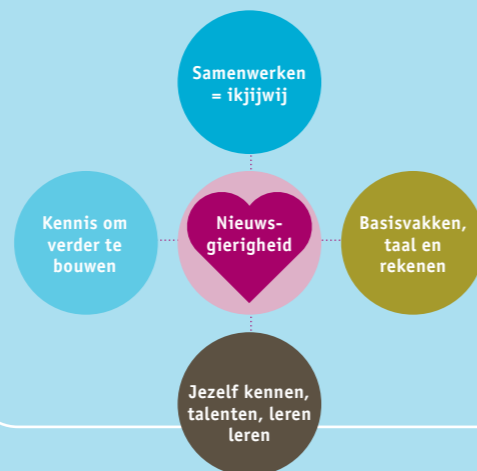 Samenwerken
= ikjijwij
Kennis om
verder te
bouwen
Nieuws-
gierigheid
Basisvakken,
taal en
rekenen
Jezelf kennen,
talenten, leren
leren